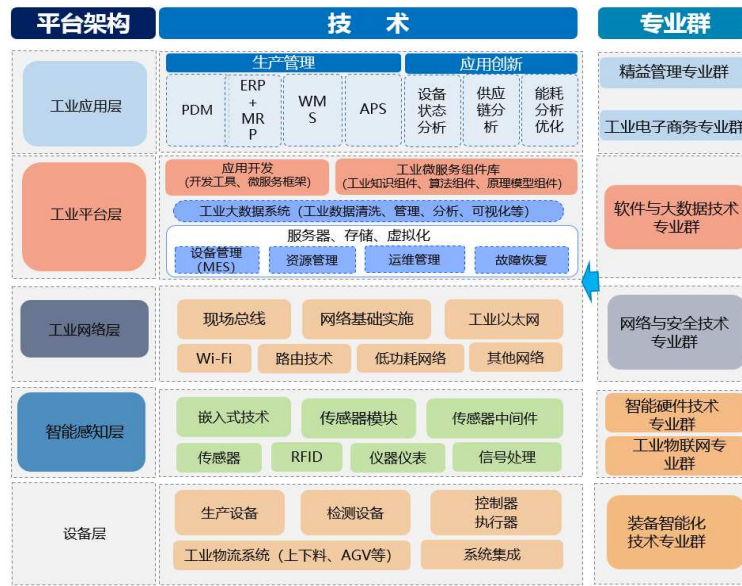 平台架构
技 术
专业群
工业应用层
生产管理
应用创新
PDM
ERP
+
MR
P
WM
S
APS
设备
状态
分析
供应
链分
析
能耗
分析
优化
精益管理专业群
工业电子商务专业群
工业平台层
应用开发
(开发工具、微服务框架)
工业微服务组件库
(工业知识组件、算法组件、原理模型组件)
工业大数据系统（工业数据清洗、管理、分析、可视化等）
服务器、存储、虚拟化
设备管理
(MES)
资源管理
运维管理
故障恢复
软件与大数据技术
专业群
工业网络层
现场总线
网络基础实施
工业以太网
Wi-Fi
路由技术
低功耗网络
其他网络
网络与安全技术
专业群
智能感知层
嵌入式技术
传感器模块
传感器中间件
传感器
RFID
仪器仪表
信号处理
智能硬件技术
专业群
工业物联网专
业群
设备层
生产设备
检测设备
控制器
执行器
工业物流系统（上下料、AGV等）
系统集成
装备智能化
技术专业群